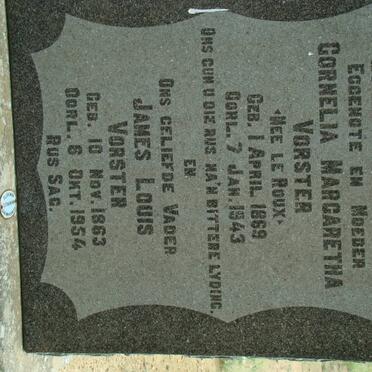 EGGENOTE EN MOEDER
CORNELIA MARGARETHA
VORSTER
*NEE LE ROUX*
GEB. 1 APRIL 1869
OORL. 7 JAN. 1943
ONS GUN U DIE RUS NA'N BITTERE LYDING.
EN
ONS GELIEFDE VADER
JAMES LOUIS
VORSTER
GEB. 10 NOV. 1863
OORL. 6 OKT. 1954
RUS SAG.